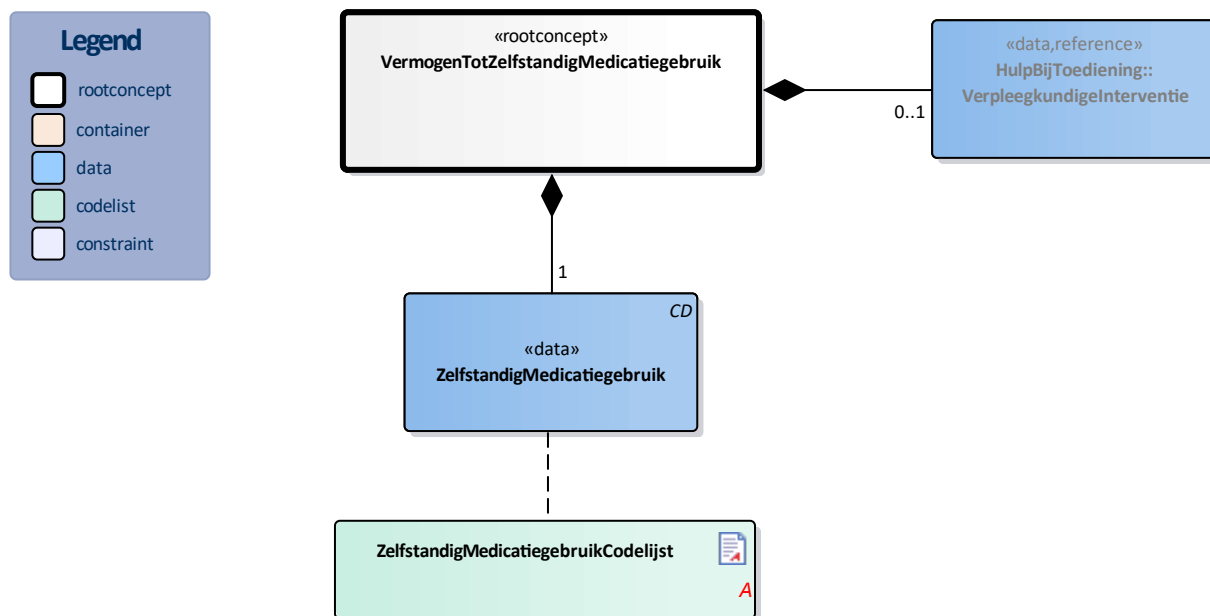 Legend
rootconcept
container
data
codelist
constraint
«rootconcept»
VermogenTotZelfstandigMedicatiegebruik
«data,reference»
HulpBijToediening::
VerpleegkundigeInterventie
0..1
1
CD
«data»
ZelfstandigMedicatiegebruik
ZelfstandigMedicatiegebruikCodelijst
A
A